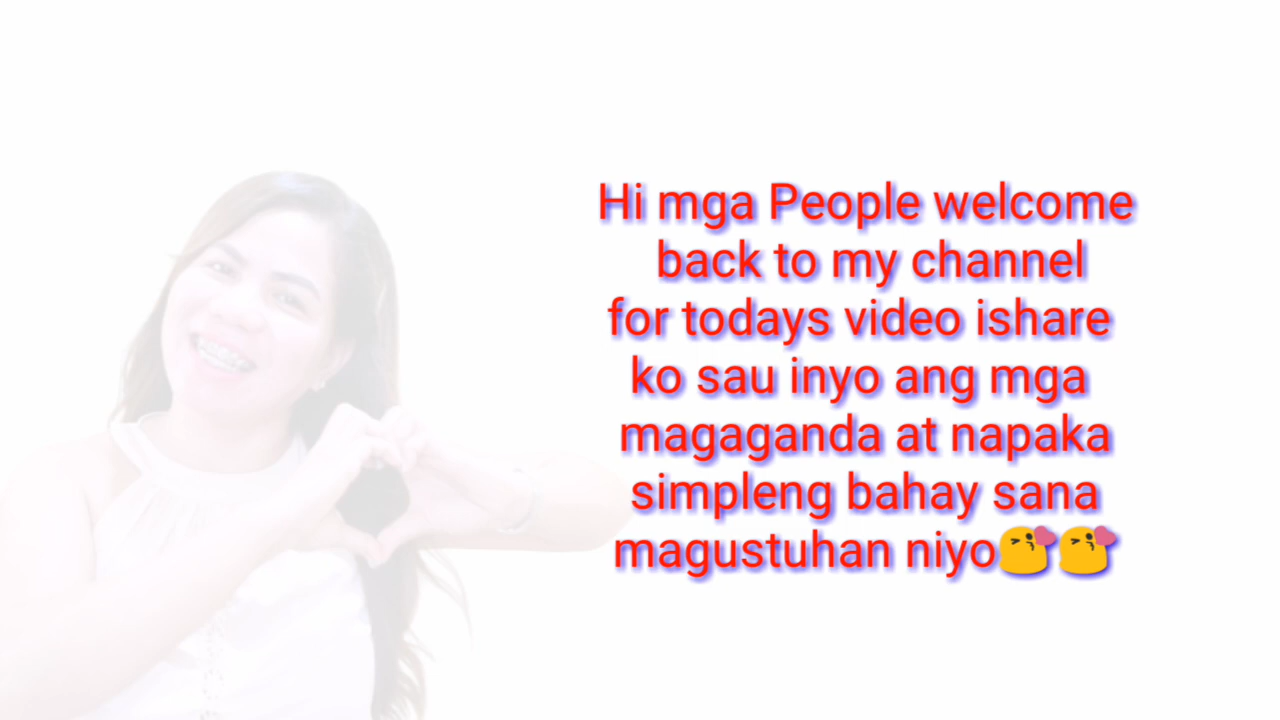 Hi mga People welcome
back to my channel
for todays video ishare
ko sau inyo ang mga
magaganda at napaka
simpleng bahay sana
magustuhan niyo😘😘